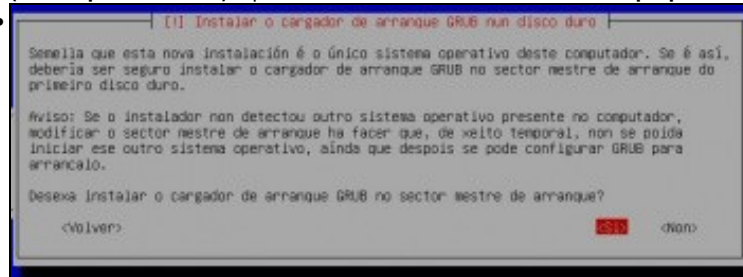 [!] Instalar o cargador de arranque GRUB nun disco duro
Semella que esta nova instalación é o único sistema operativo deste computador. Se é así,
debería ser seguro instalar o cargador de arranque GRUB no sector mestre de arranque do
primeiro disco duro.
Aviso: Se o instalador non detectou outro sistema operativo presente no computador,
modificar o sector mestre de arranque ha facer que, de xeito temporal, non se poida
iniciar ese outro sistema operativo, aínda que despois se pode configurar GRUB para
arrancalo.
Desexa instalar o cargador de arranque GRUB no sector mestre de arranque?
<Volver> <Si> <Non>